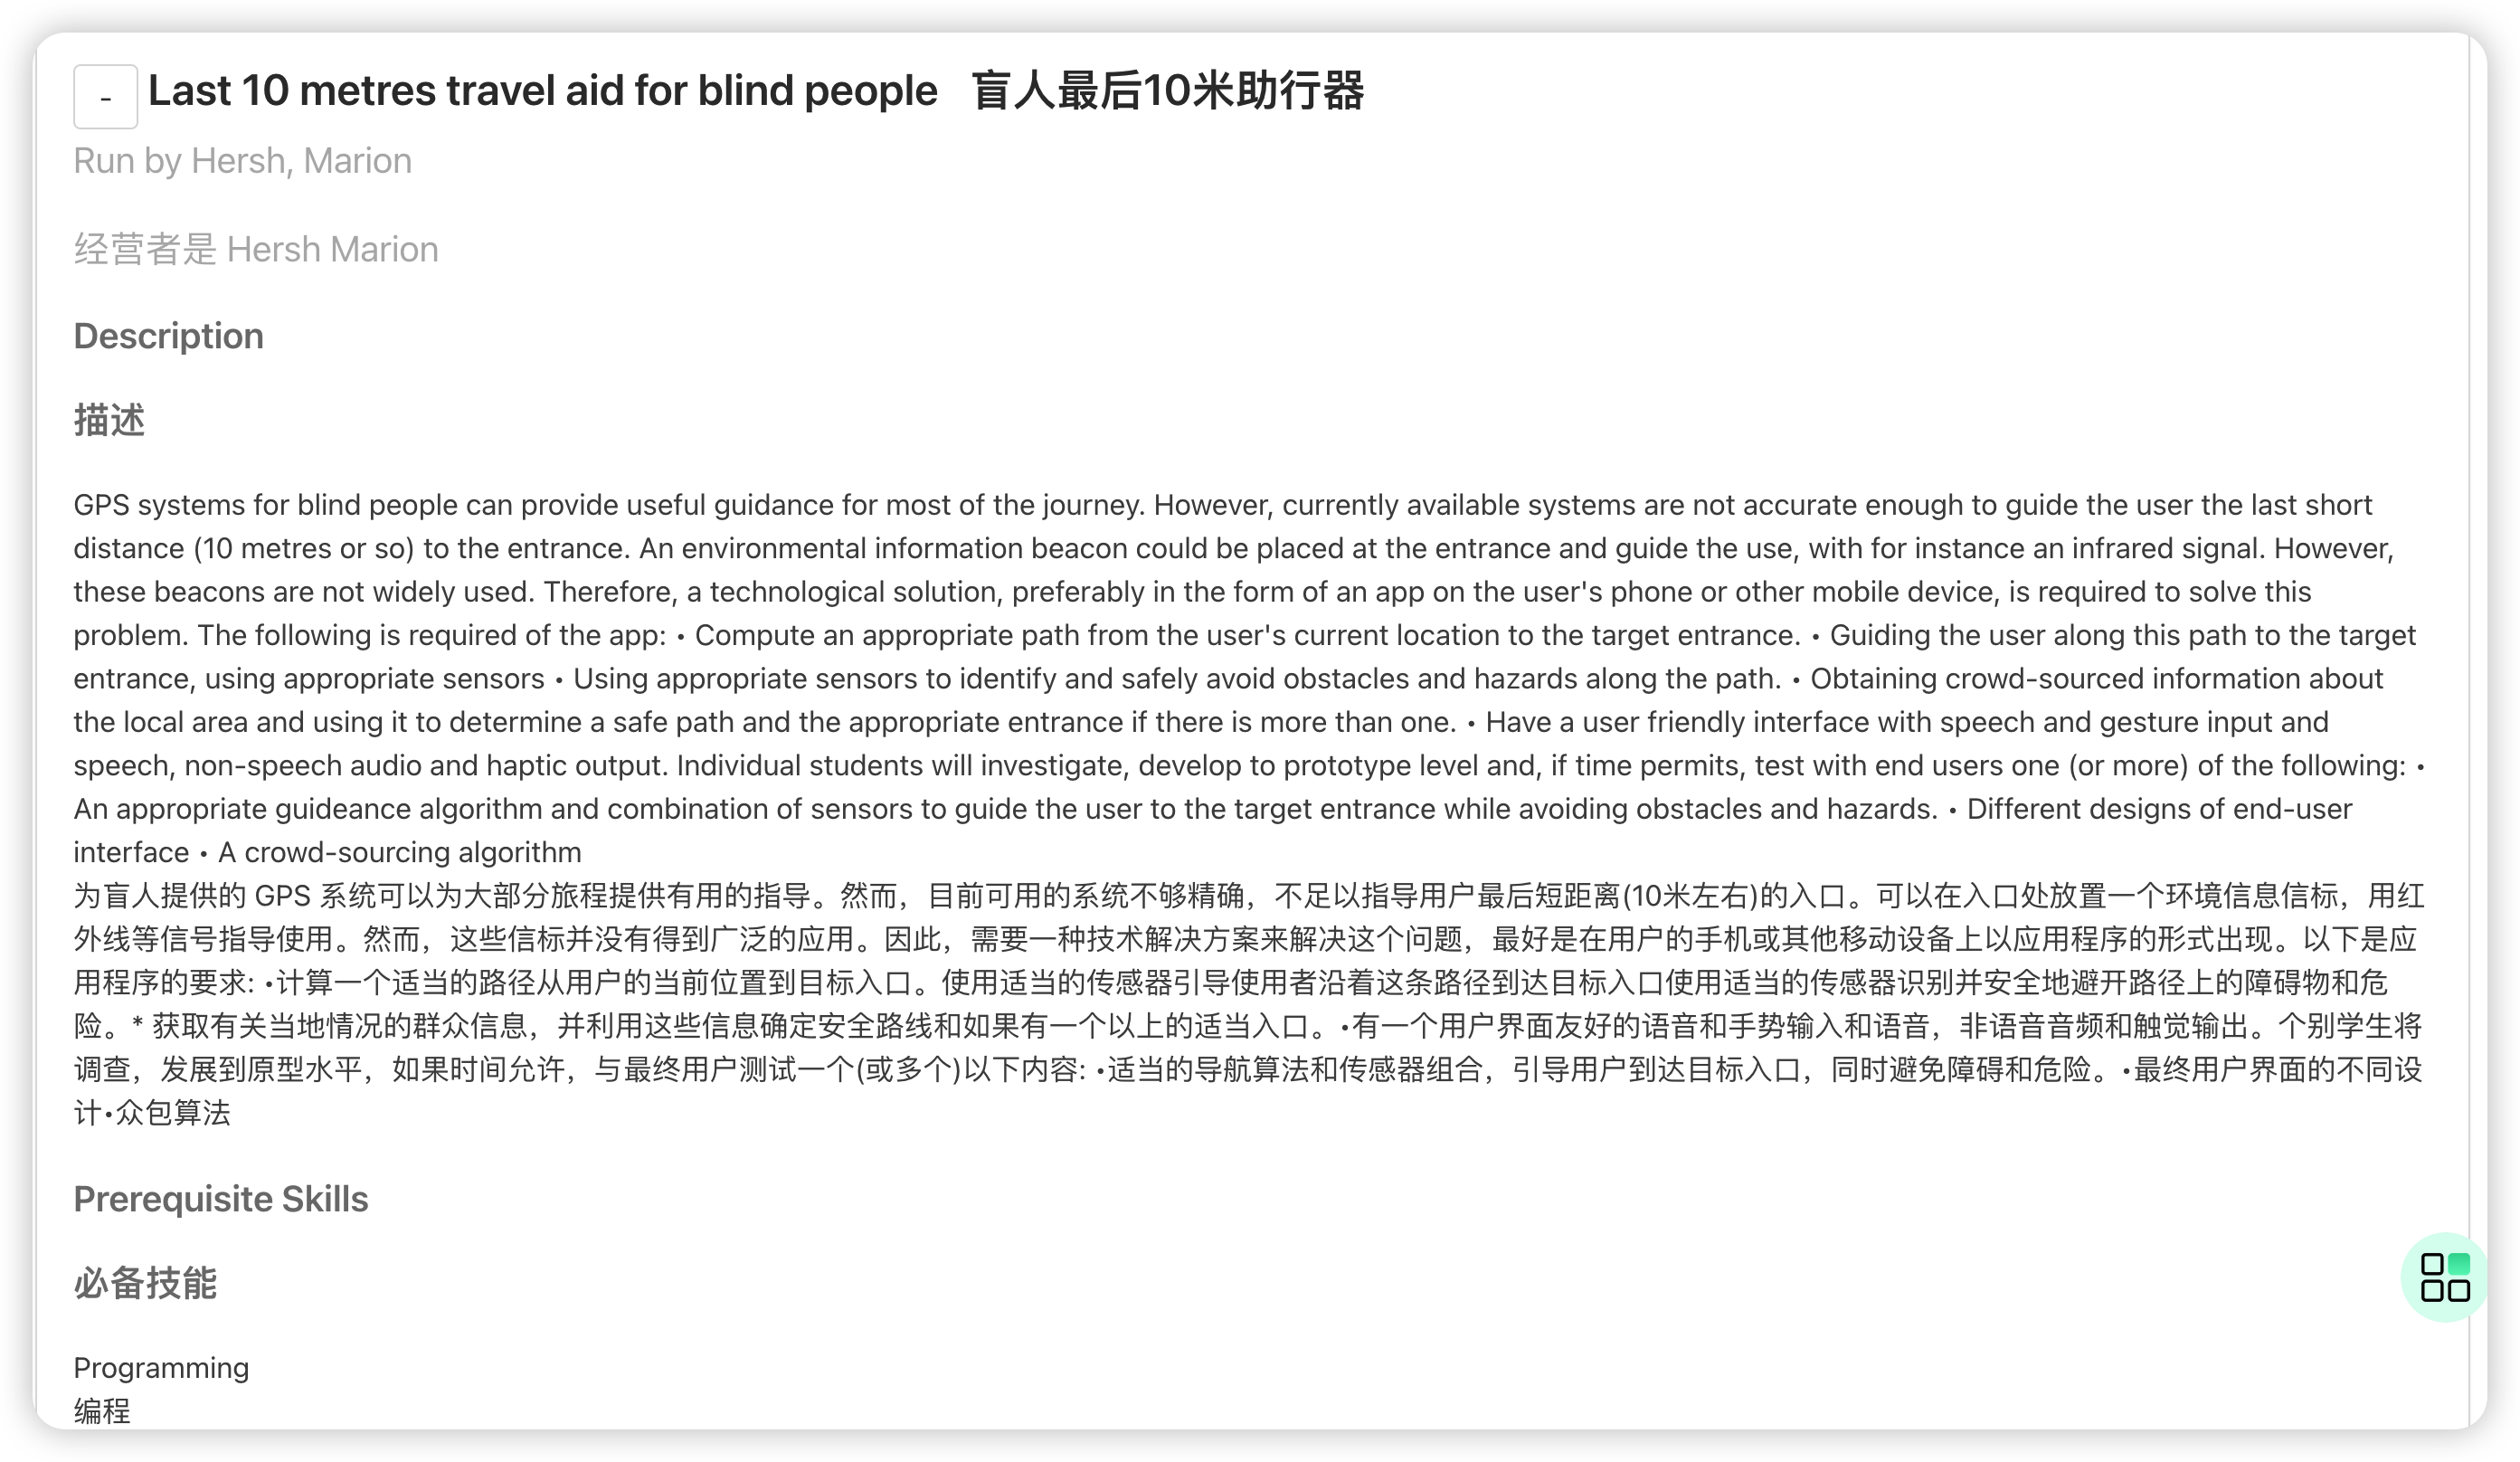 - Last 10 metres travel aid for blind people 盲人最后10米助行器
Run by Hersh, Marion
经营者是 Hersh Marion
Description
描述
GPS systems for blind people can provide useful guidance for most of the journey. However, currently available systems are not accurate enough to guide the user the last short
distance (10 metres or so) to the entrance. An environmental information beacon could be placed at the entrance and guide the use, with for instance an infrared signal. However,
these beacons are not widely used. Therefore, a technological solution, preferably in the form of an app on the user's phone or other mobile device, is required to solve this
problem. The following is required of the app: • Compute an appropriate path from the user's current location to the target entrance. • Guiding the user along this path to the target
entrance, using appropriate sensors • Using appropriate sensors to identify and safely avoid obstacles and hazards along the path. • Obtaining crowd-sourced information about
the local area and using it to determine a safe path and the appropriate entrance if there is more than one. • Have a user friendly interface with speech and gesture input and
speech, non-speech audio and haptic output. Individual students will investigate, develop to prototype level and, if time permits, test with end users one (or more) of the following: •
An appropriate guideance algorithm and combination of sensors to guide the user to the target entrance while avoiding obstacles and hazards. • Different designs of end-user
interface • A crowd-sourcing algorithm
为盲人提供的 GPS 系统可以为大部分旅程提供有用的指导。然而，目前可用的系统不够精确，不足以指导用户最后短距离(10米左右)的入口。可以在入口处放置一个环境信息信标，用红
外线等信号指导使用。然而，这些信标并没有得到广泛的应用。因此，需要一种技术解决方案来解决这个问题，最好是在用户的手机或其他移动设备上以应用程序的形式出现。以下是应
用程序的要求: •计算一个适当的路径从用户的当前位置到目标入口。使用适当的传感器引导使用者沿着这条路径到达目标入口使用适当的传感器识别并安全地避开路径上的障碍物和危
险。* 获取有关当地情况的群众信息，并利用这些信息确定安全路线和如果有一个以上的适当入口。•有一个用户界面友好的语音和手势输入和语音，非语音音频和触觉输出。个别学生将
调查，发展到原型水平，如果时间允许，与最终用户测试一个(或多个)以下内容: •适当的导航算法和传感器组合，引导用户到达目标入口，同时避免障碍和危险。•最终用户界面的不同设
计•众包算法
Prerequisite Skills
必备技能
Programming
编程